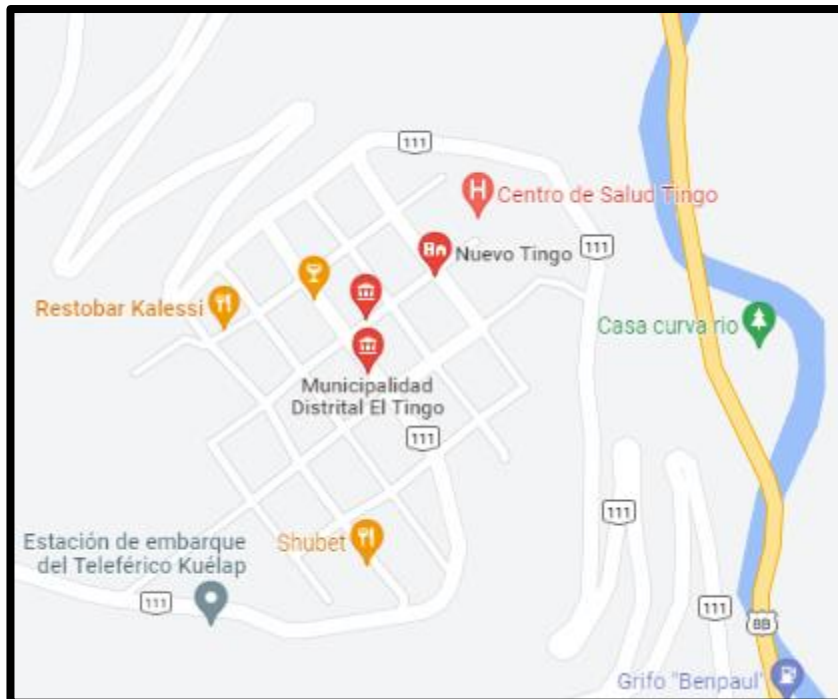 111
Centro de Salud Tingo
111
Nuevo Tingo
Restobar Kalessi
Casa curva rio
Municipalidad
Distrital El Tingo
111
111
Estación de embarque
del Teleférico Kuélap
Shubet
111
111
8B
Grifo "Benpaul"